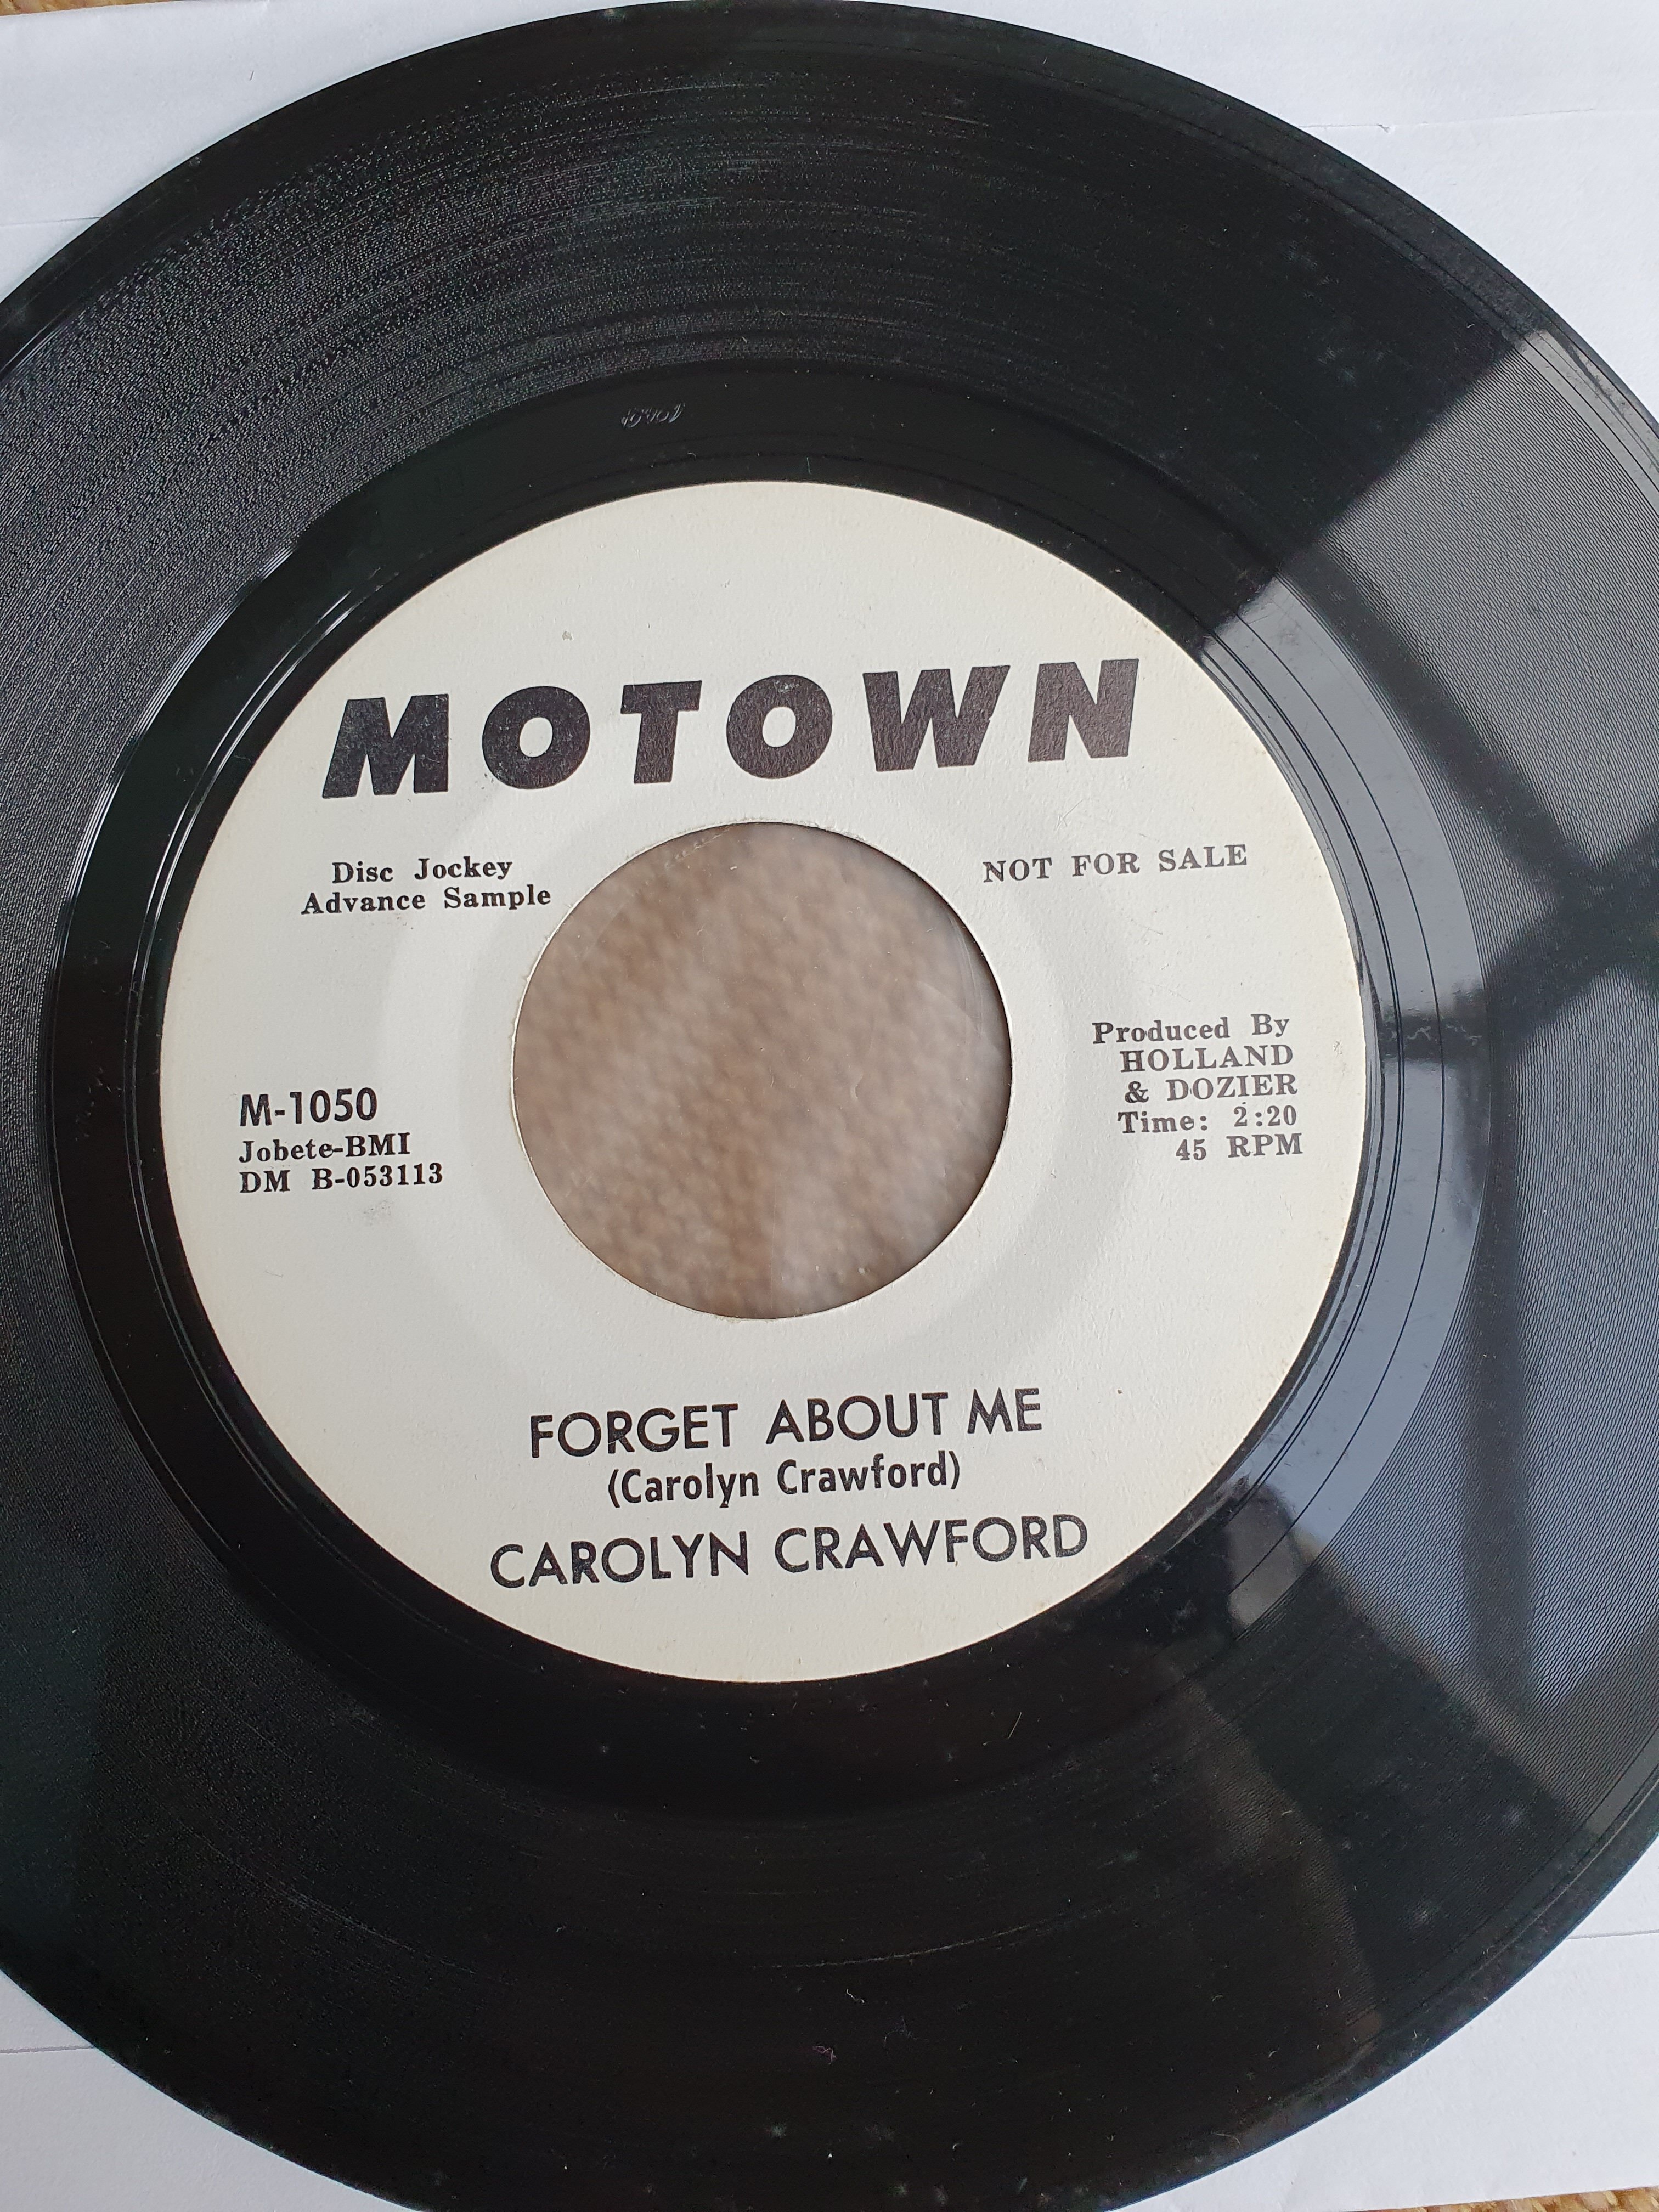 MOTOWN
Disc Jockey
Advance Sample
NOT FOR SALE
M-1050
Jobete-BMI
DM B-053113
Produced By
HOLLAND
& DOZIER
Time: 2:20
45 RPM
FORGET ABOUT ME
(Carolyn Crawford)
CAROLYN CRAWFORD